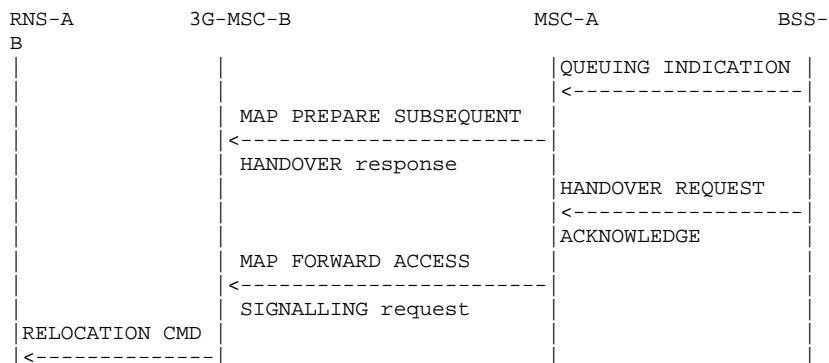 RNS-A 3G-MSC-B MSC-A BSS-
B
QUEUING INDICATION
MAP PREPARE SUBSEQUENT
HANDOVER response
HANDOVER REQUEST
ACKNOWLEDGE
MAP FORWARD ACCESS
SIGNALLING request
RELOCATION CMD